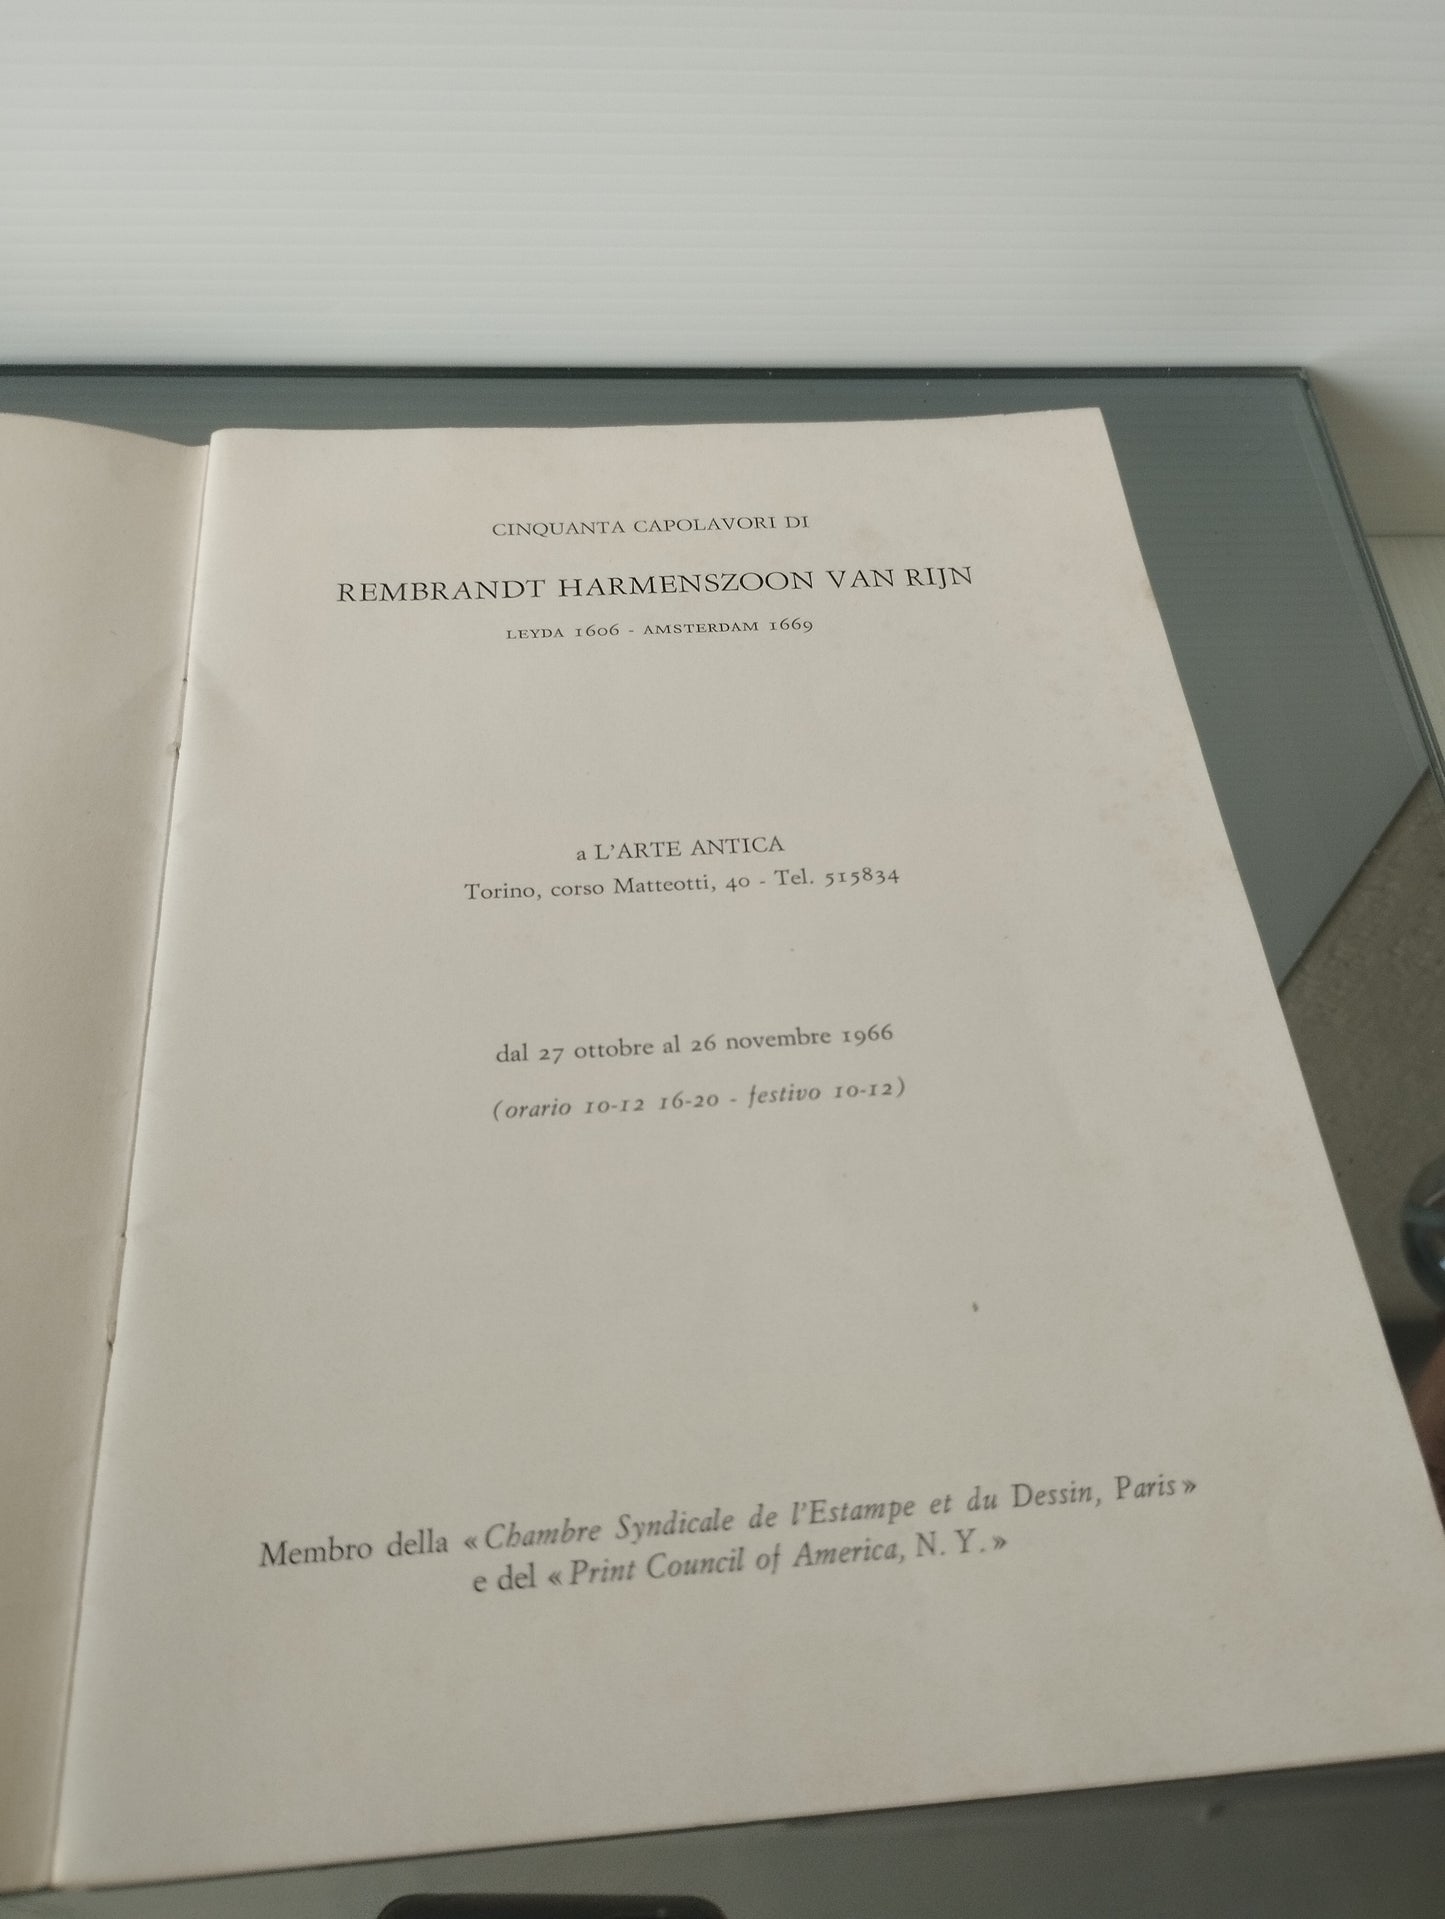 CINQUANTA CAPOLAVORI DI
REMBRANDT HARMENSZOON VAN RIJN
LEYDA 1606 - AMSTERDAM 1669
a L'ARTE ANTICA
Torino, corso Matteotti, 40 - Tel. 515834
dal 27 ottobre al 26 novembre 1966
(orario 10-12 16-20 - festivo 10-12)
Membro della «Chambre Syndicale de l'Estampe et du Dessin, Paris»
e del «Print Council of America, N. Y.»